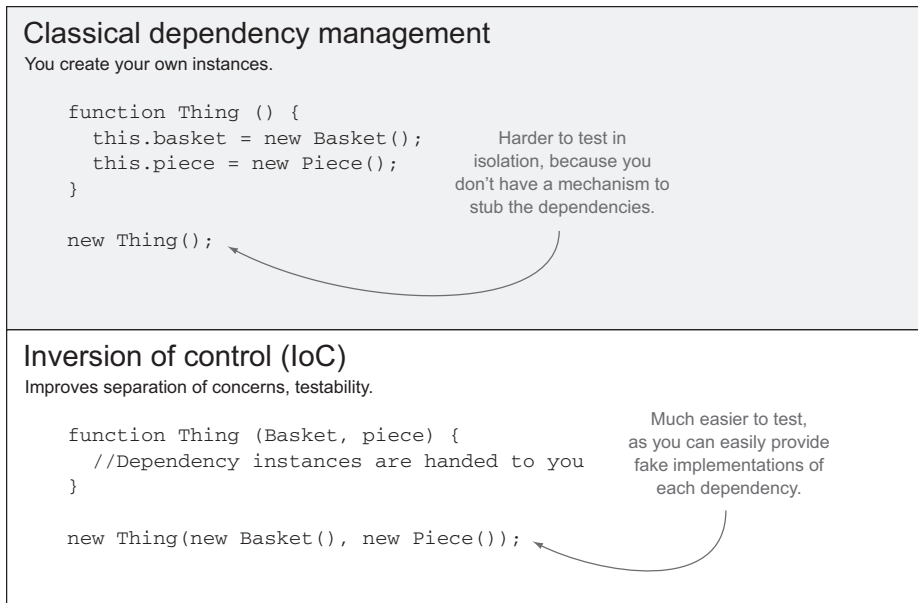 Classical dependency management
You create your own instances.
function Thing () {
this.basket = new Basket();
this.piece = new Piece();
}
new Thing();
Harder to test in
isolation, because you
don't have a mechanism to
stub the dependencies.
Inversion of control (IoC)
Improves separation of concerns, testability.
function Thing (Basket, piece) {
//Dependency instances are handed to you
}
new Thing(new Basket(), new Piece());
Much easier to test,
as you can easily provide
fake implementations of
each dependency.